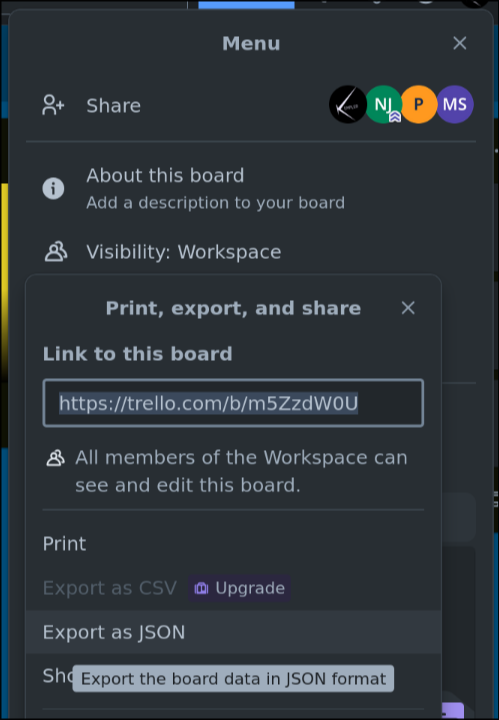 Menu
Share
NJ P MS
About this board
Add a description to your board
Visibility: Workspace
Print, export, and share
Link to this board
https://trello.com/b/m5ZzdW0U
All members of the Workspace can
see and edit this board.
Print
Export as CSV Upgrade
Export as JSON
Export the board data in JSON format